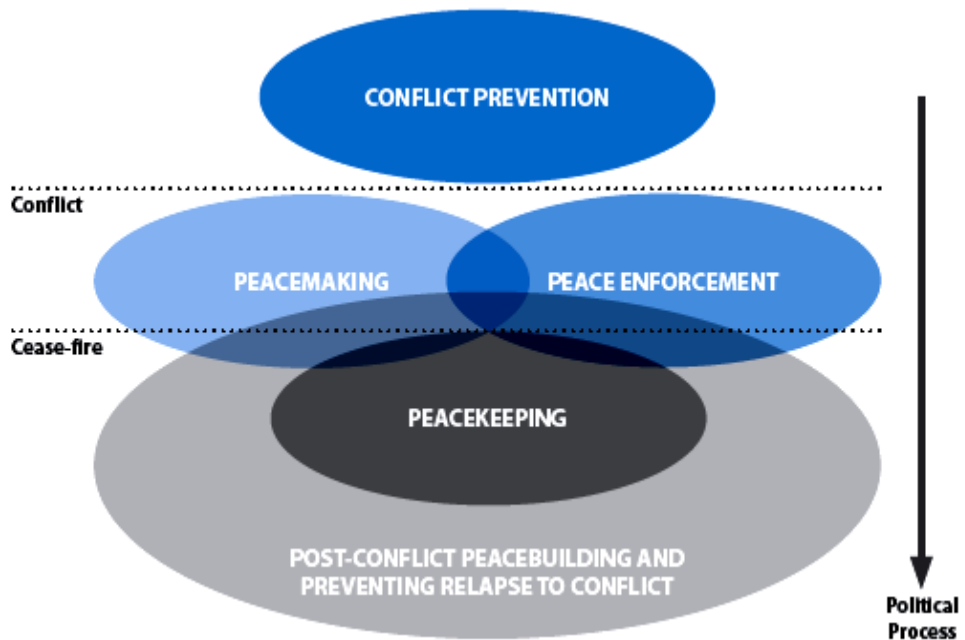 CONFLICT PREVENTION
Conflict
PEACEMAKING
PEACE ENFORCEMENT
Cease-fire
PEACEKEEPING
POST-CONFLICT PEACEBUILDING AND
PREVENTING RELAPSE TO CONFLICT
Political
Process